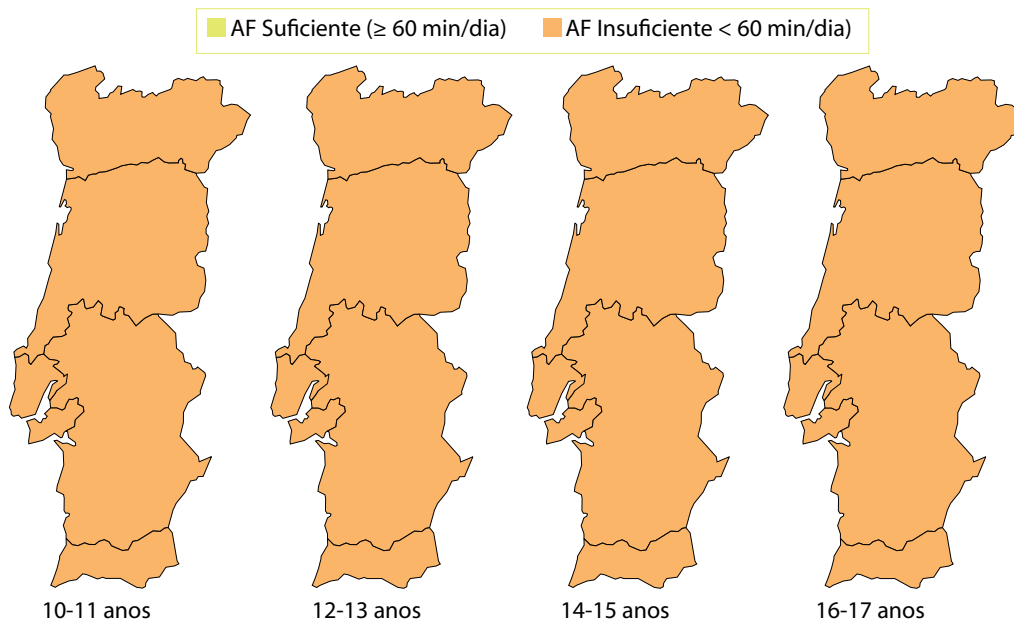 AF Suficiente (≥ 60 min/dia) AF Insuficiente < 60 min/dia)
10-11 anos 12-13 anos 14-15 anos 16-17 anos